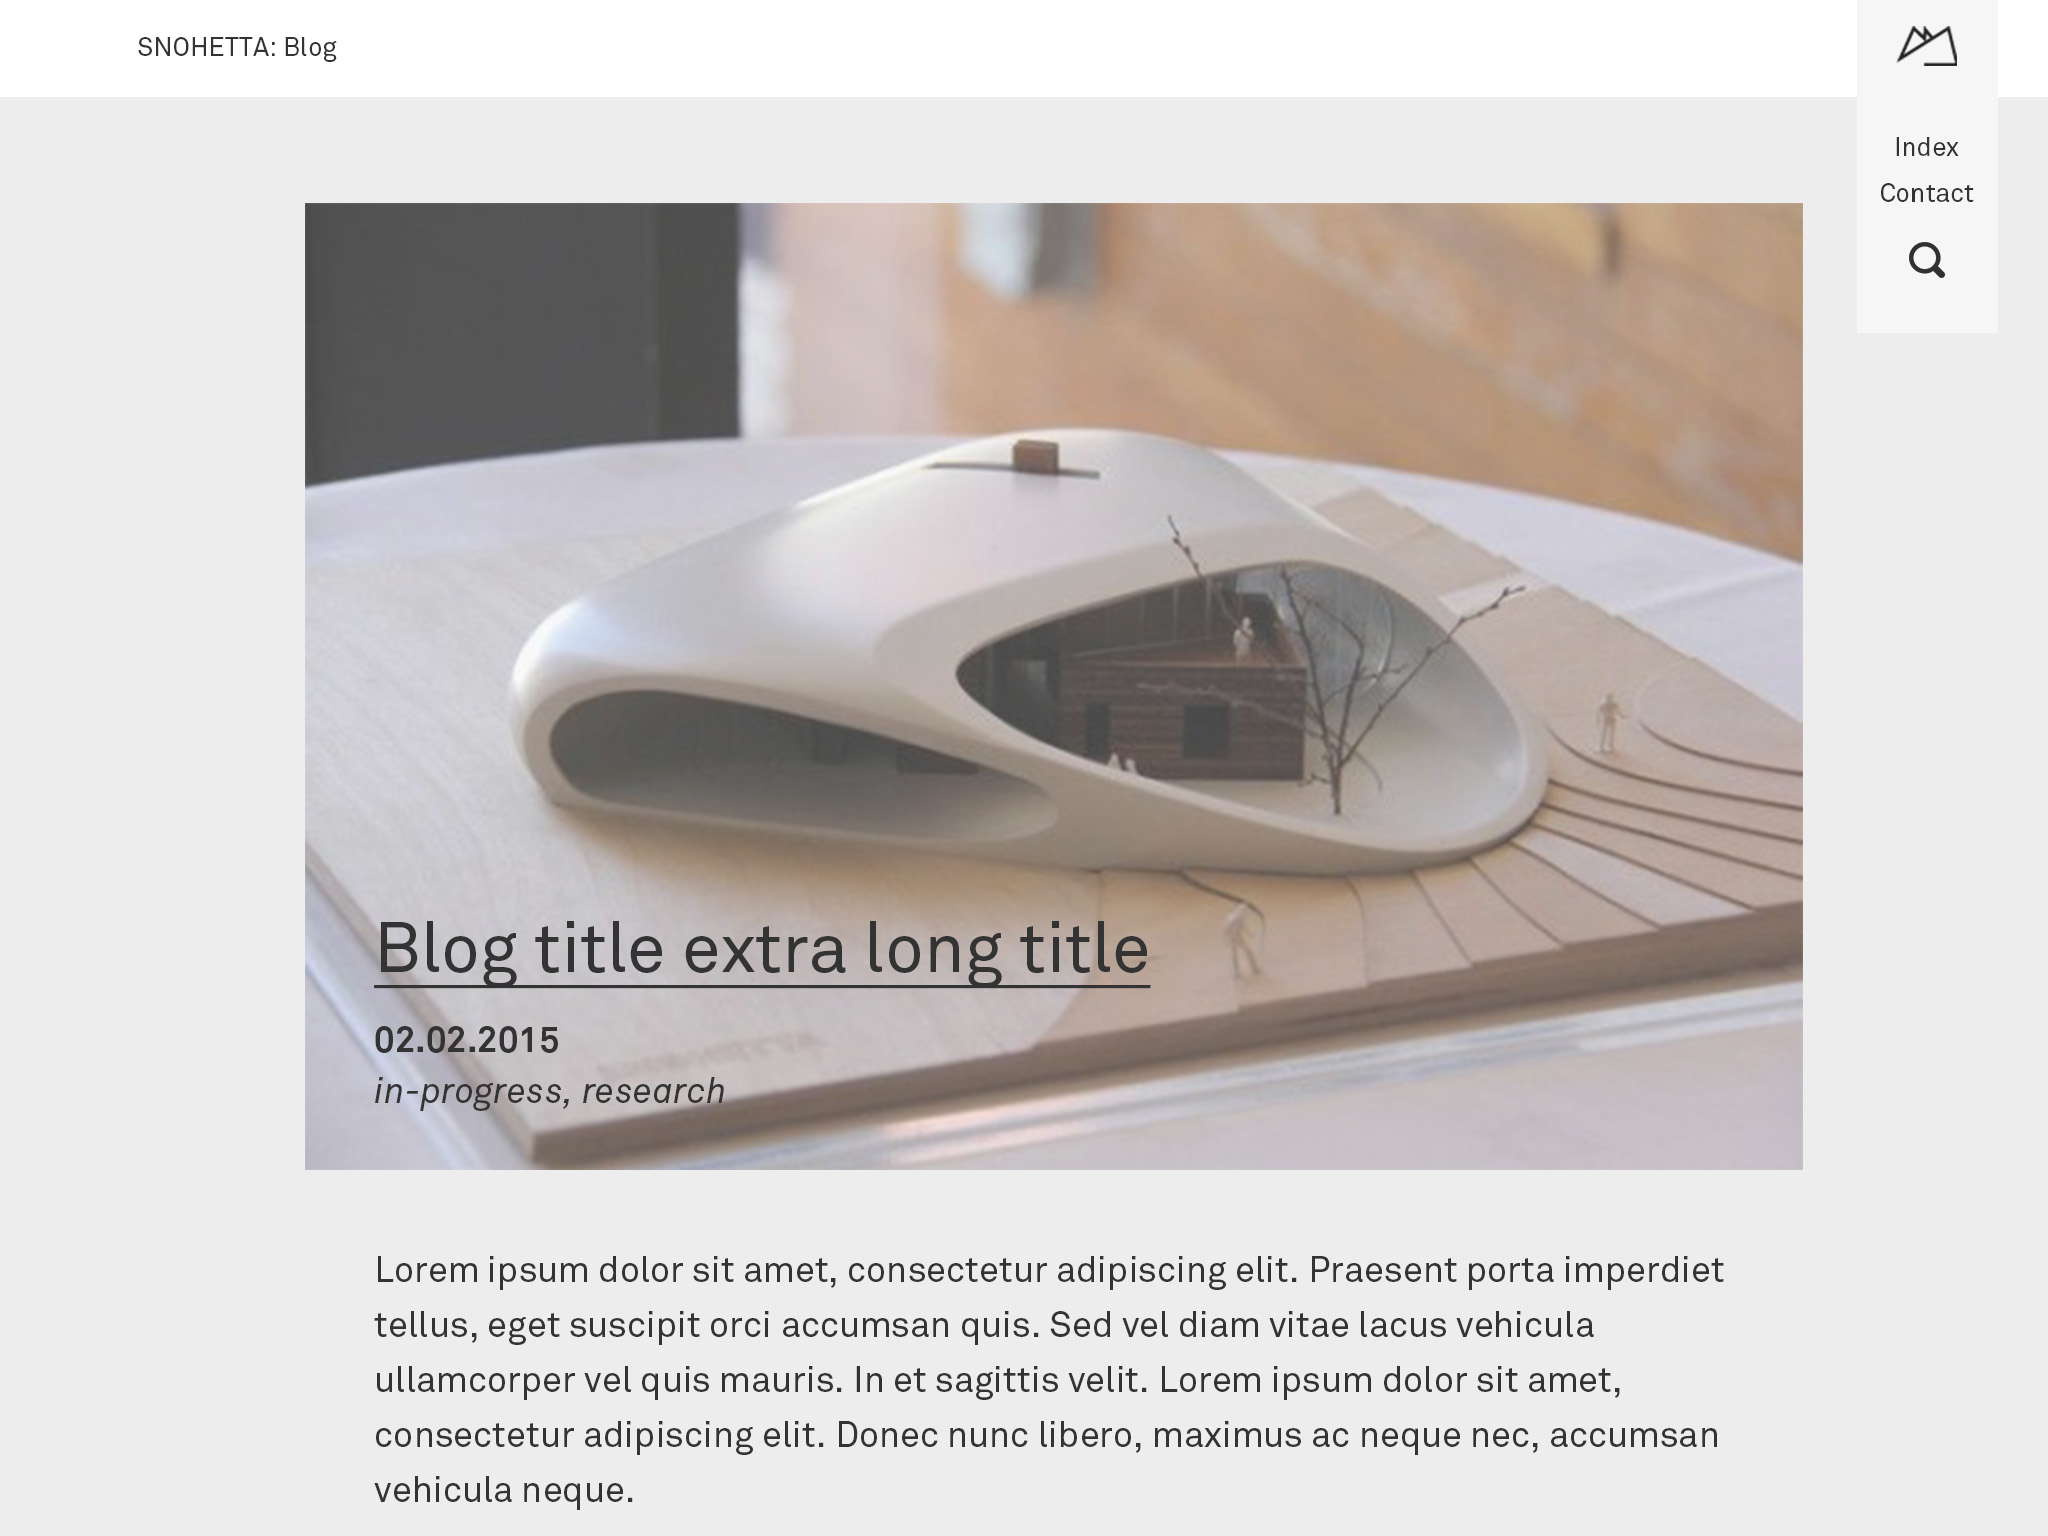 SNOHETTA: Blog
Index
Contact
Blog title extra long title
02.02.2015
in-progress, research
Lorem ipsum dolor sit amet, consectetur adipiscing elit. Praesent porta imperdiet
tellus, eget suscipit orci accumsan quis. Sed vel diam vitae lacus vehicula
ullamcorper vel quis mauris. In et sagittis velit. Lorem ipsum dolor sit amet,
consectetur adipiscing elit. Donec nunc libero, maximus ac neque nec, accumsan
vehicula neque.